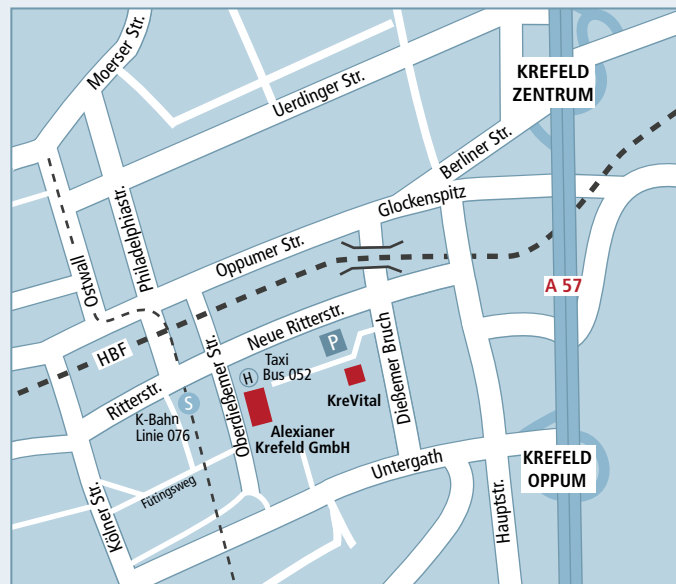 Moerser Str.
Uerdinger Str.
KREFELD
ZENTRUM
Berliner Str.
Glockenspitz
Philadelphiastr.
Ostwall
Oppumer Str.
A 57
HBF
Neue Ritterstr.
Ritterstr.
Oberdießemer Str.
P
H
Taxi
Bus 052
Dießemer Bruch
KreVital
S
K-Bahn
Linie 076
Alexianer
Krefeld GmbH
Untergath
KREFELD
OPPUM
Fütingsweg
Kölner Str.
Hauptstr.